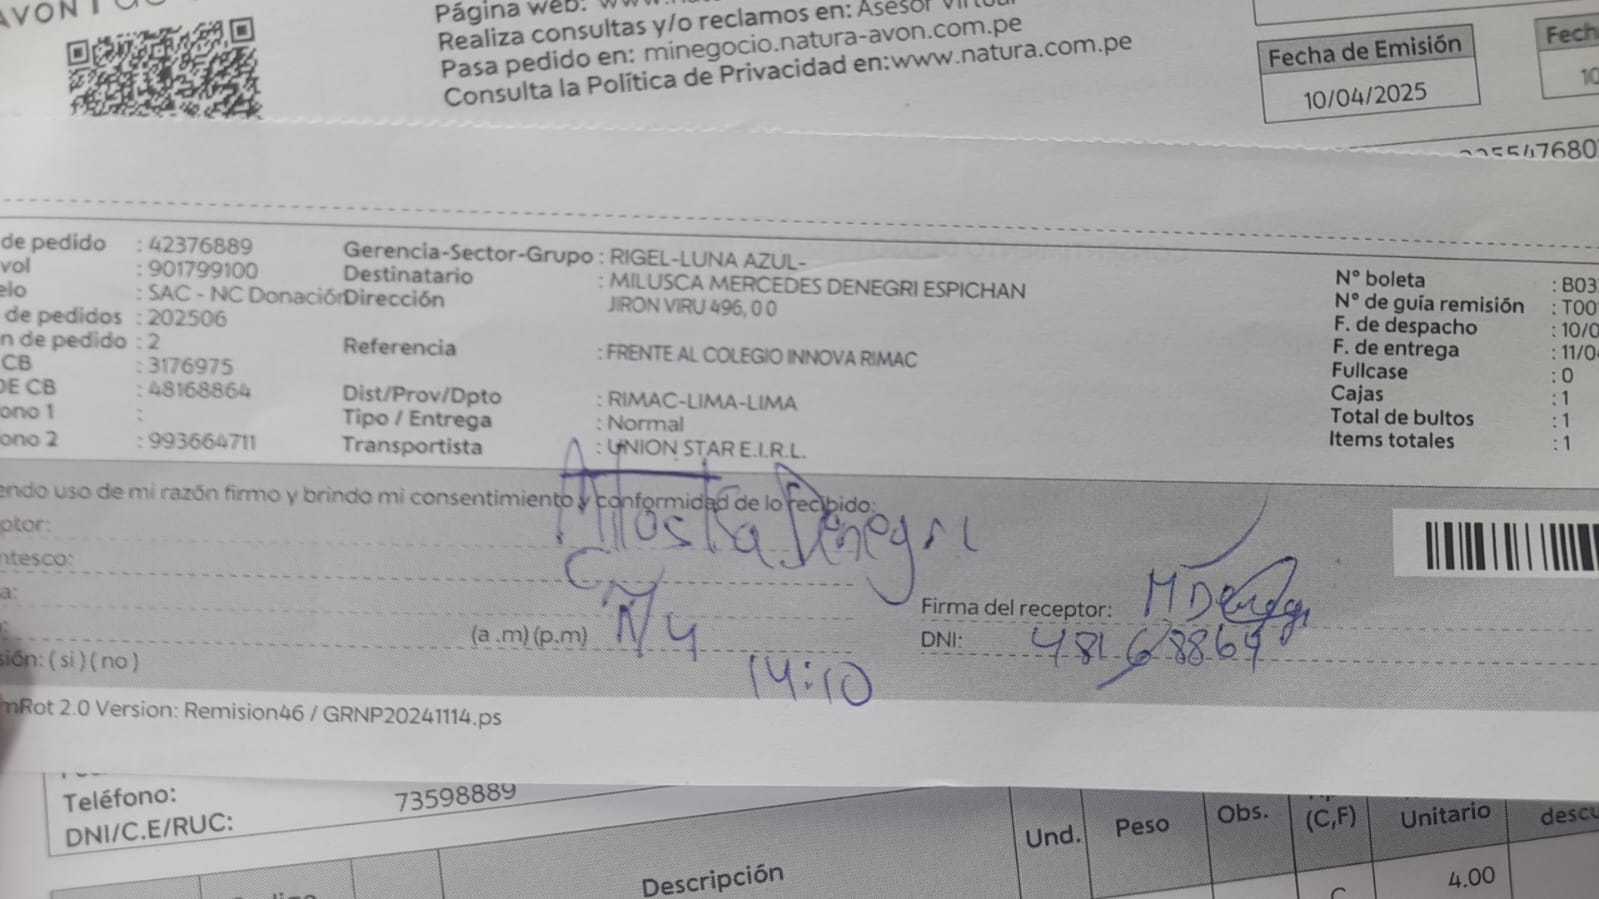 AVON
Página web:
Realiza consultas y/o reclamos en: Asesor Virtual
Pasa pedido en: minegocio.natura-avon.com.pe
Consulta la Política de Privacidad en:www.natura.com.pe
Fecha de Emisión
10/04/2025
Fech
10
5547680
de pedido : 42376889
vol : 901799100
elo : SAC - NC Donación
de pedidos : 202506
n de pedido : 2
CB : 3176975
DE CB : 48168864
ono 1 :
ono 2 : 993664711
Gerencia-Sector-Grupo : RIGEL-LUNA AZUL-
Destinatario : MILUSCA MERCEDES DENEGRI ESPICHAN
Dirección JIRON VIRU 496, 0 0
Referencia : FRENTE AL COLEGIO INNOVA RIMAC
Dist/Prov/Dpto : RIMAC-LIMA-LIMA
Tipo / Entrega : Normal
Transportista : UNION STAR E.I.R.L.
N° boleta : B03
N° de guía remisión : T00
F. de despacho : 10/0
F. de entrega : 11/0
Fullcase : 0
Cajas : 1
Total de bultos : 1
Items totales : 1
endo uso de mi razón firmo y brindo mi consentimiento y conformidad de lo recibido:
ptor: Denegri
ntesco:
a:
(a .m) (p.m)
14:10
sión: ( si ) ( no )
Firma del receptor: M Denegri
DNI: 48168864
mRot 2.0 Version: Remision46 / GRNP20241114.ps
Teléfono:
DNI/C.E/RUC: 73598889
Descripción
Und.
Peso
Obs.
(C,F)
Unitario
descu
C
4.00